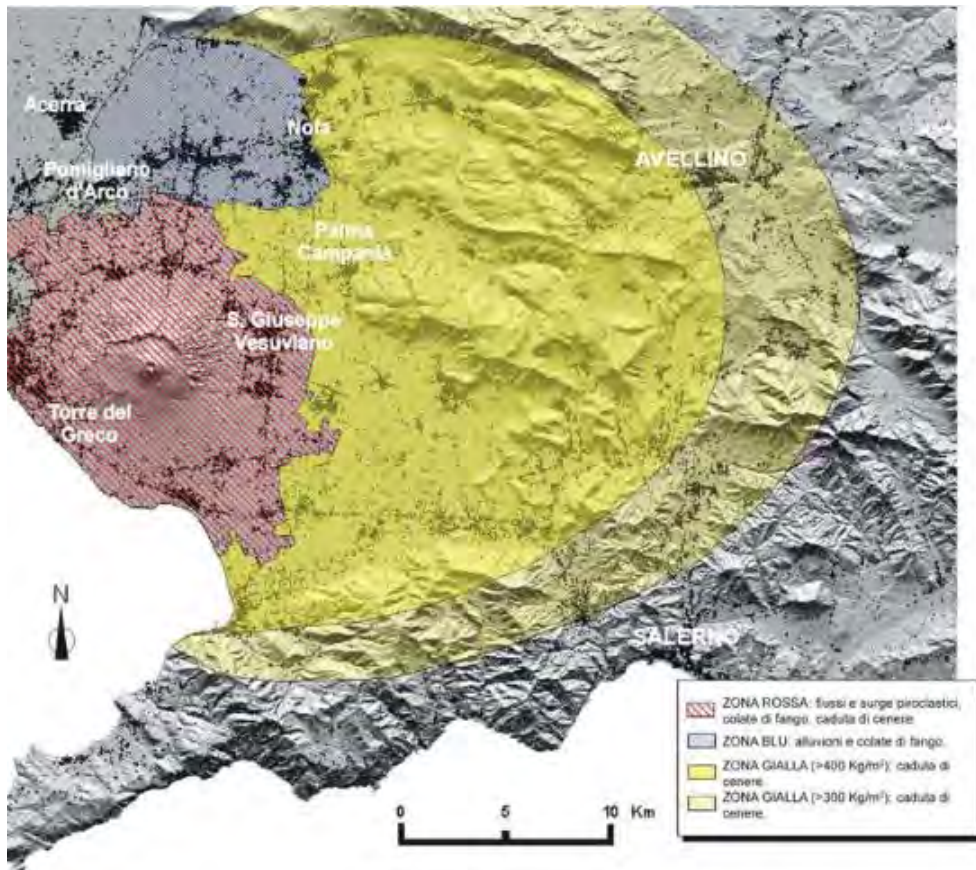 Acerra
Nola
Pomigliano
d'Arco
AVELLINO
Palma
Campania
S. Giuseppe
Vesuviano
Torre del
Greco
N
SALERNO
0 5 10 Km
ZONA ROSSA: flussi e surge piroclastici,
colate di fango, caduta di cenere
ZONA BLU: alluvioni e colate di fango.
ZONA GIALLA (>400 Kg/m²): caduta di
cenere
ZONA GIALLA (>300 Kg/m²): caduta di
cenere.